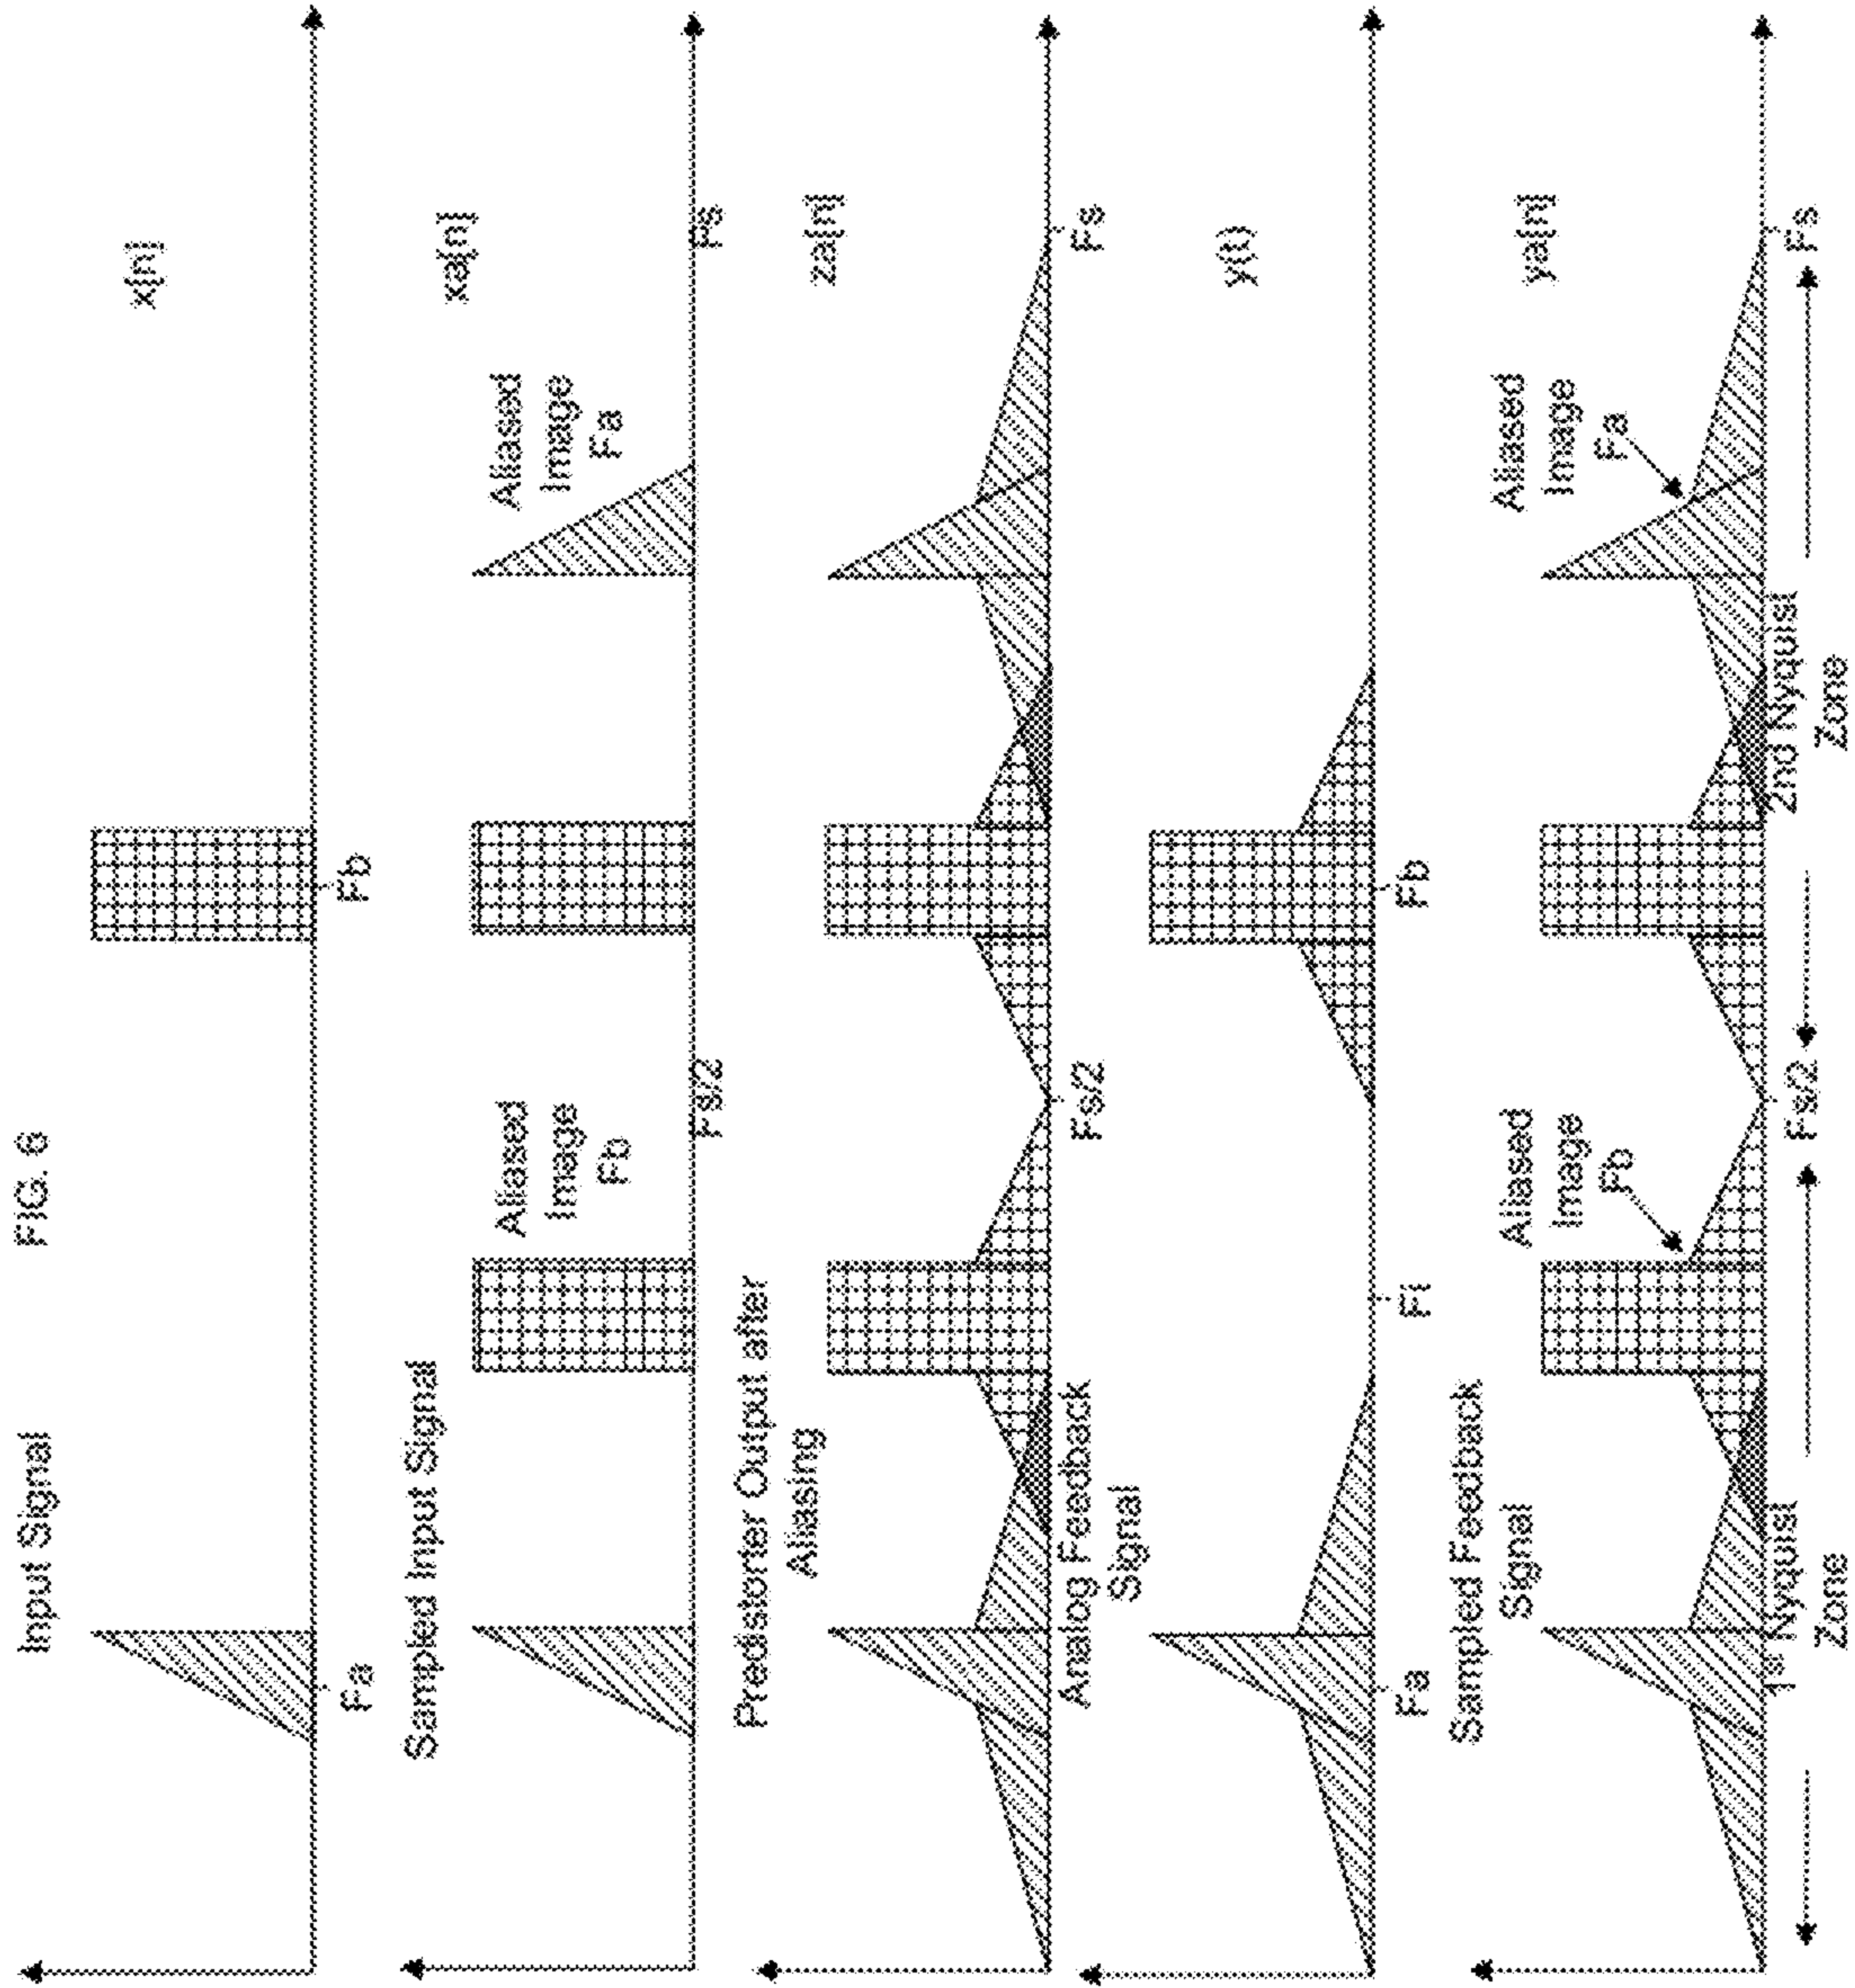 FIG. 6
Input Signal
x[n]
Fa
Fb
Sampled Input Signal
xa[n]
Aliased
Image
Fb
Aliased
Image
Fa
Fs/2
Fs
Predistorter Output after
Aliasing
za[n]
Fs/2
Fs
Analog Feedback
Signal
y(t)
Fa
Fi
Fb
Sampled Feedback
Signal
ya[n]
Aliased
Image
Fb
Aliased
Image
Fa
Fs/2
Fs
1st Nyquist
Zone
2nd Nyquist
Zone